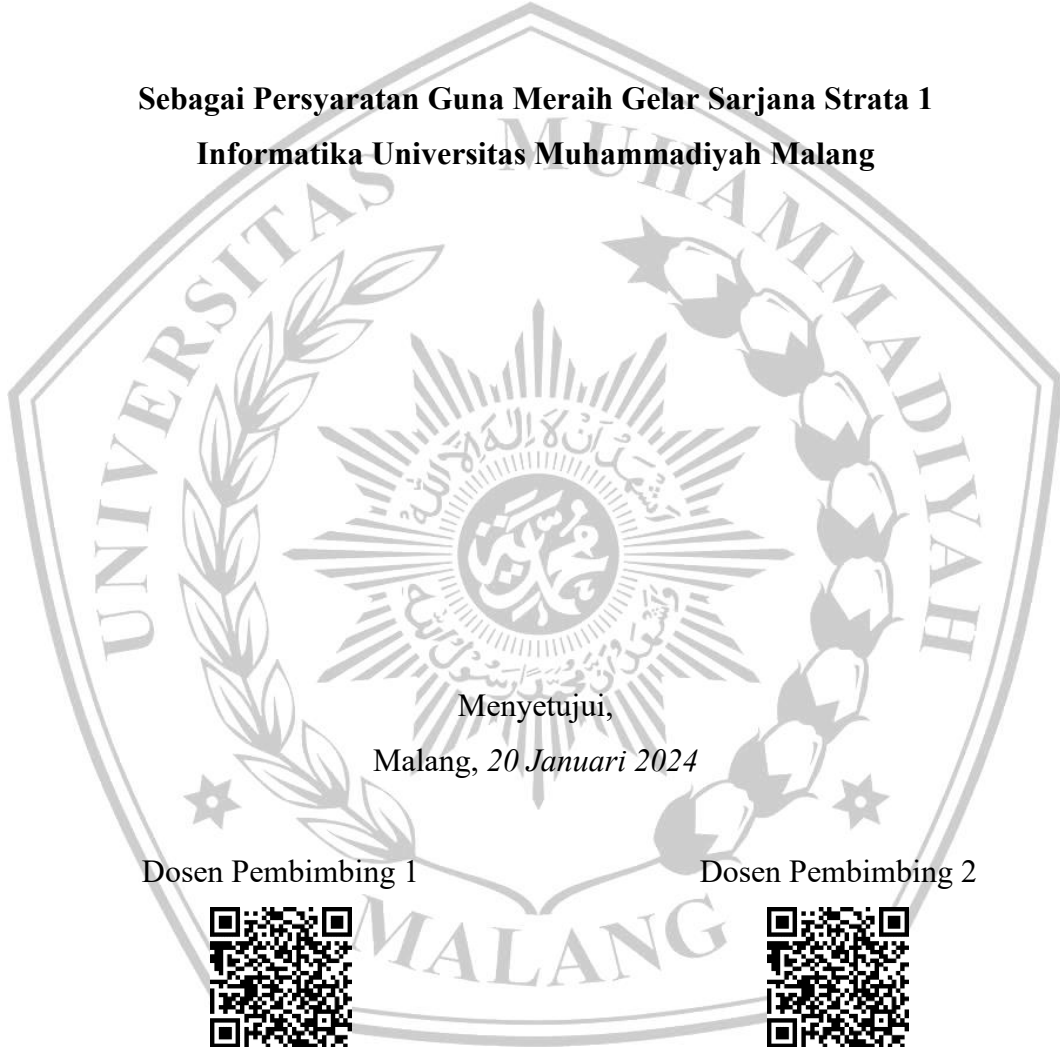 Sebagai Persyaratan Guna Meraih Gelar Sarjana Strata 1
Informatika Universitas Muhammadiyah Malang
UNIVERSITAS MUHAMMADIYAH
MALANG
Menyetujui,
Malang, 20 Januari 2024
Dosen Pembimbing 1
Dosen Pembimbing 2